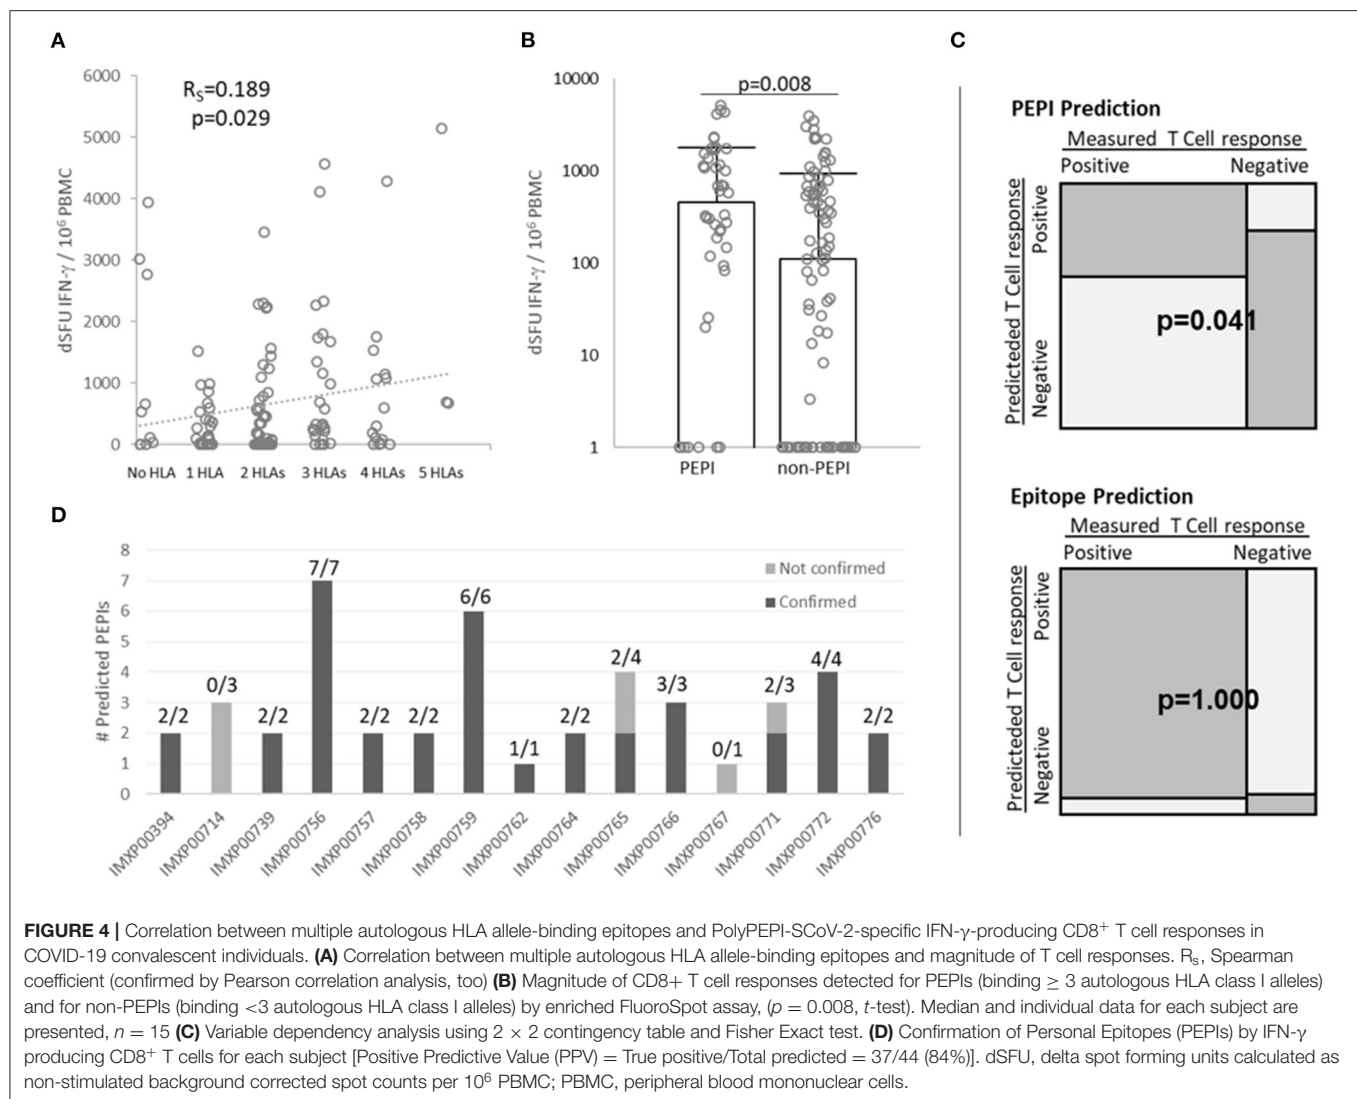 A
6000
5000
4000
3000
2000
1000
0
dSFU IFN-γ / 10⁶ PBMC
R_S=0.189
p=0.029
No HLA 1 HLA 2 HLAs 3 HLAs 4 HLAs 5 HLAs
B
10000
1000
100
10
1
dSFU IFN-γ / 10⁶ PBMC
p=0.008
PEPI non-PEPI
C
PEPI Prediction
Measured T Cell response
Positive Negative
Predicteded T Cell response
Positive
Negative
p=0.041
Epitope Prediction
Measured T Cell response
Positive Negative
Predicteded T Cell response
Positive
Negative
p=1.000
D
8
7
6
5
4
3
2
1
0
# Predicted PEPIs
Not confirmed
Confirmed
2/2 0/3 2/2 7/7 2/2 2/2 6/6 1/1 2/2 2/4 3/3 0/1 2/3 4/4 2/2
IMXP00394 IMXP00714 IMXP00739 IMXP00756 IMXP00757 IMXP00758 IMXP00759 IMXP00762 IMXP00764 IMXP00765 IMXP00766 IMXP00767 IMXP00771 IMXP00772 IMXP00776
FIGURE 4 | Correlation between multiple autologous HLA allele-binding epitopes and PolyPEPI-SCoV-2-specific IFN-γ-producing CD8⁺ T cell responses in
COVID-19 convalescent individuals. (A) Correlation between multiple autologous HLA allele-binding epitopes and magnitude of T cell responses. Rₛ, Spearman
coefficient (confirmed by Pearson correlation analysis, too) (B) Magnitude of CD8+ T cell responses detected for PEPIs (binding ≥ 3 autologous HLA class I alleles)
and for non-PEPIs (binding <3 autologous HLA class I alleles) by enriched FluoroSpot assay, (p = 0.008, t-test). Median and individual data for each subject are
presented, n = 15 (C) Variable dependency analysis using 2 × 2 contingency table and Fisher Exact test. (D) Confirmation of Personal Epitopes (PEPIs) by IFN-γ
producing CD8⁺ T cells for each subject [Positive Predictive Value (PPV) = True positive/Total predicted = 37/44 (84%)]. dSFU, delta spot forming units calculated as
non-stimulated background corrected spot counts per 10⁶ PBMC; PBMC, peripheral blood mononuclear cells.